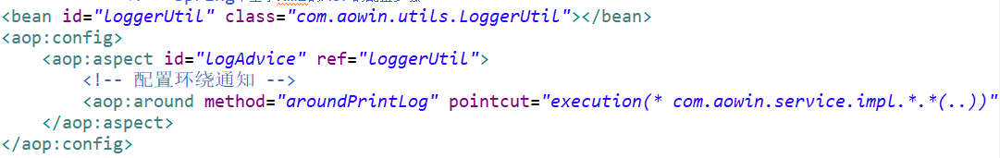 <bean id="loggerUtil" class="com.aowin.utils.LoggerUtil"></bean>
<aop:config>
<aop:aspect id="logAdvice" ref="loggerUtil">
<!-- 配置环绕通知 -->
<aop:around method="aroundPrintLog" pointcut="execution(* com.aowin.service.impl.*.*(..))"
</aop:aspect>
</aop:config>